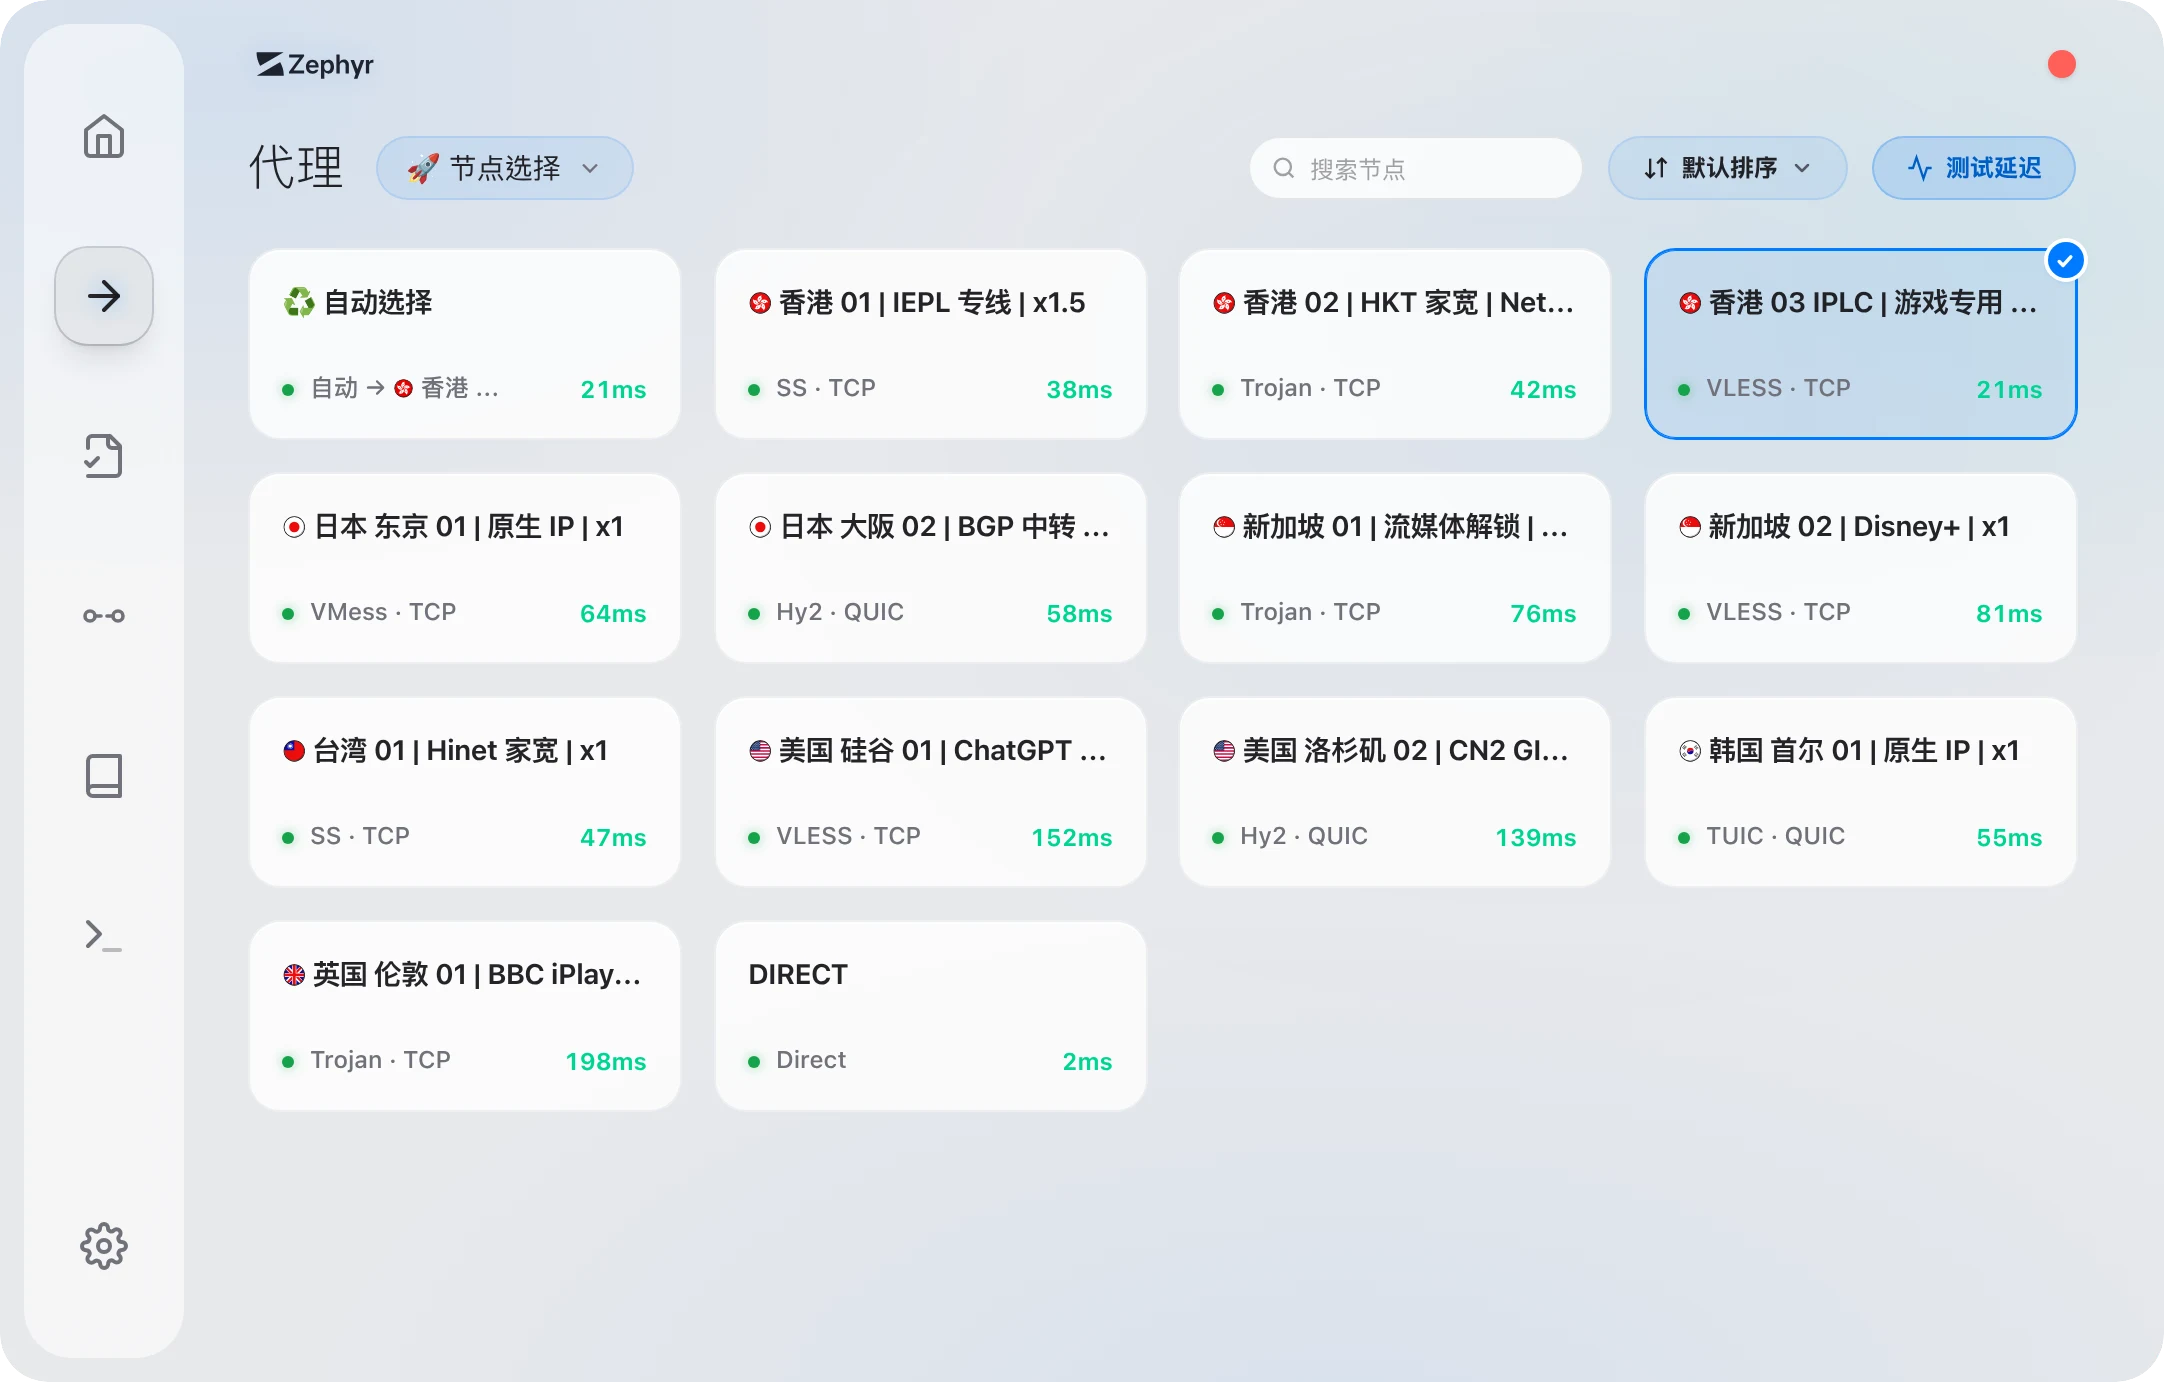 Zephyr
代理
🚀 节点选择
搜索节点
默认排序
测试延迟
自动选择
自动 → 香港 ...
21ms
香港 01 | IEPL 专线 | x1.5
SS · TCP
38ms
香港 02 | HKT 家宽 | Net...
Trojan · TCP
42ms
香港 03 IPLC | 游戏专用 ...
VLESS · TCP
21ms
日本 东京 01 | 原生 IP | x1
VMess · TCP
64ms
日本 大阪 02 | BGP 中转 ...
Hy2 · QUIC
58ms
新加坡 01 | 流媒体解锁 | ...
Trojan · TCP
76ms
新加坡 02 | Disney+ | x1
VLESS · TCP
81ms
台湾 01 | Hinet 家宽 | x1
SS · TCP
47ms
美国 硅谷 01 | ChatGPT ...
VLESS · TCP
152ms
美国 洛杉矶 02 | CN2 GI...
Hy2 · QUIC
139ms
韩国 首尔 01 | 原生 IP | x1
TUIC · QUIC
55ms
英国 伦敦 01 | BBC iPlay...
Trojan · TCP
198ms
DIRECT
Direct
2ms